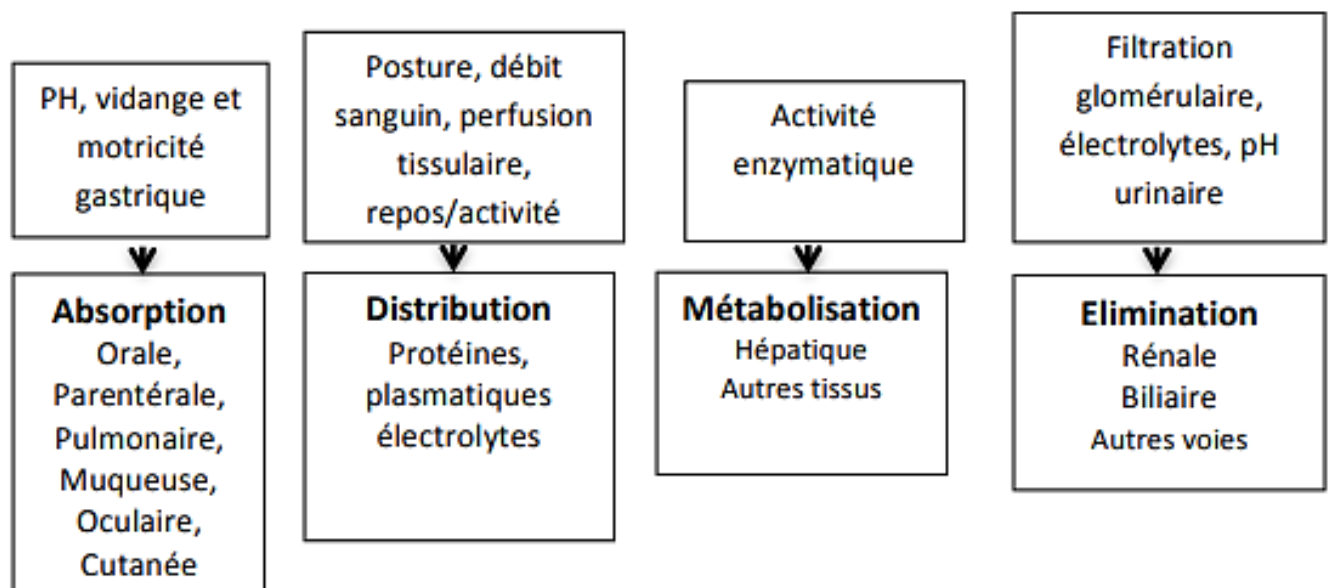 PH, vidange et
motricité
gastrique
Posture, débit
sanguin, perfusion
tissulaire,
repos/activité
Activité
enzymatique
Filtration
glomérulaire,
électrolytes, pH
urinaire
Absorption
Orale,
Parentérale,
Pulmonaire,
Muqueuse,
Oculaire,
Cutanée
Distribution
Protéines,
plasmatiques
électrolytes
Métabolisation
Hépatique
Autres tissus
Elimination
Rénale
Biliaire
Autres voies